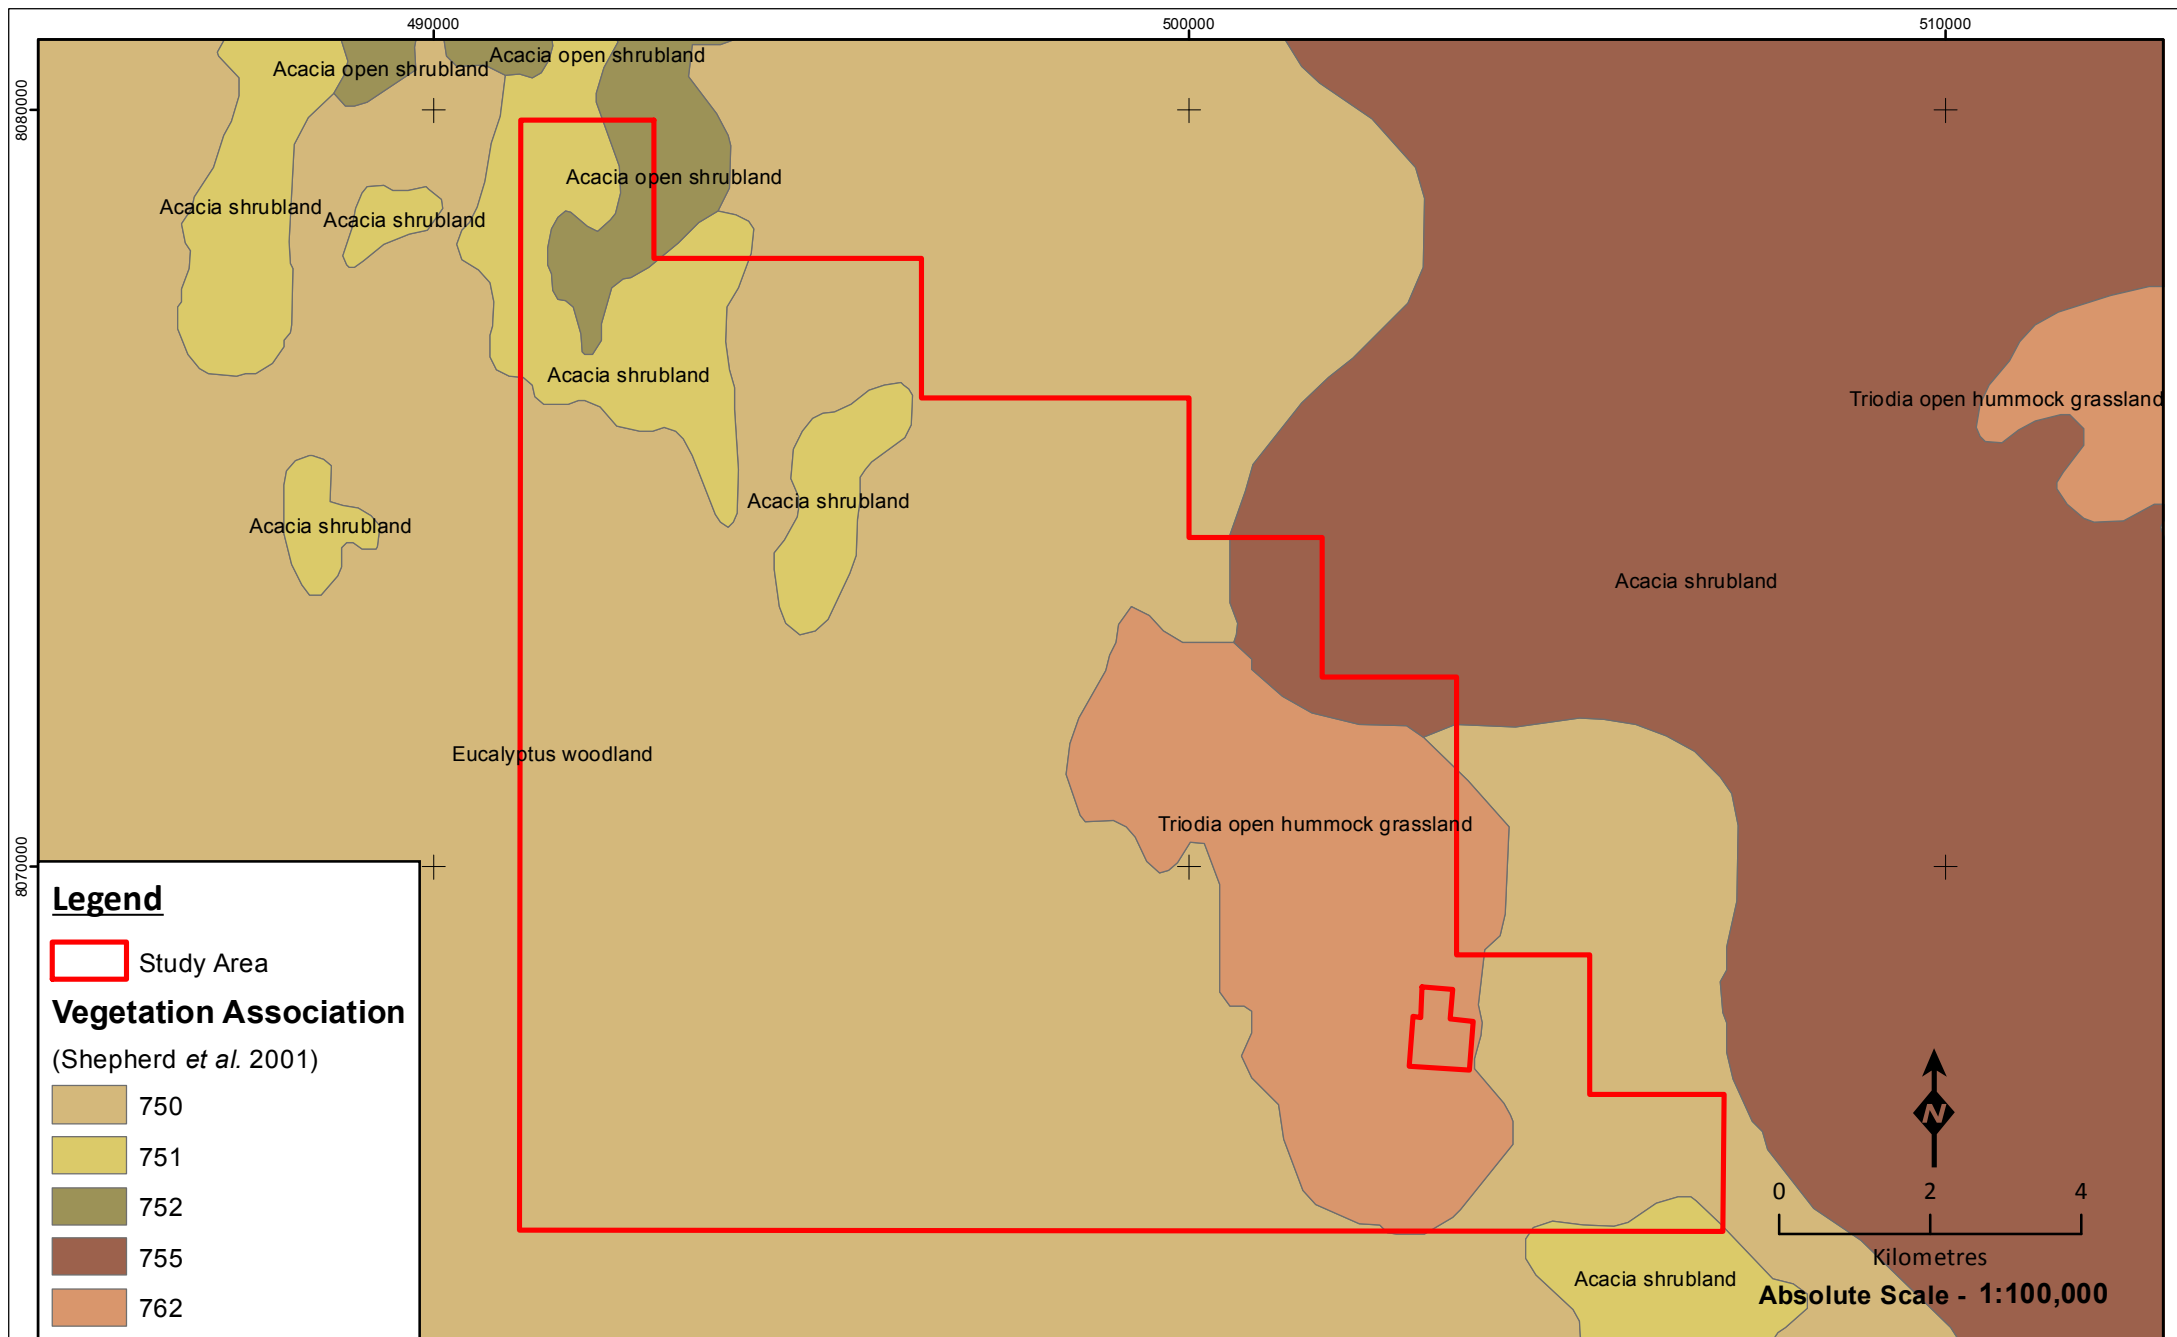 490000
500000
510000
8080000
8070000
Acacia open shrubland
Acacia open shrubland
Acacia open shrubland
Acacia shrubland
Acacia shrubland
Acacia shrubland
Triodia open hummock grassland
Acacia shrubland
Acacia shrubland
Acacia shrubland
Eucalyptus woodland
Triodia open hummock grassland
Acacia shrubland
Legend
Study Area
Vegetation Association
(Shepherd et al. 2001)
750
751
752
755
762
N
0 2 4
Kilometres
Absolute Scale - 1:100,000